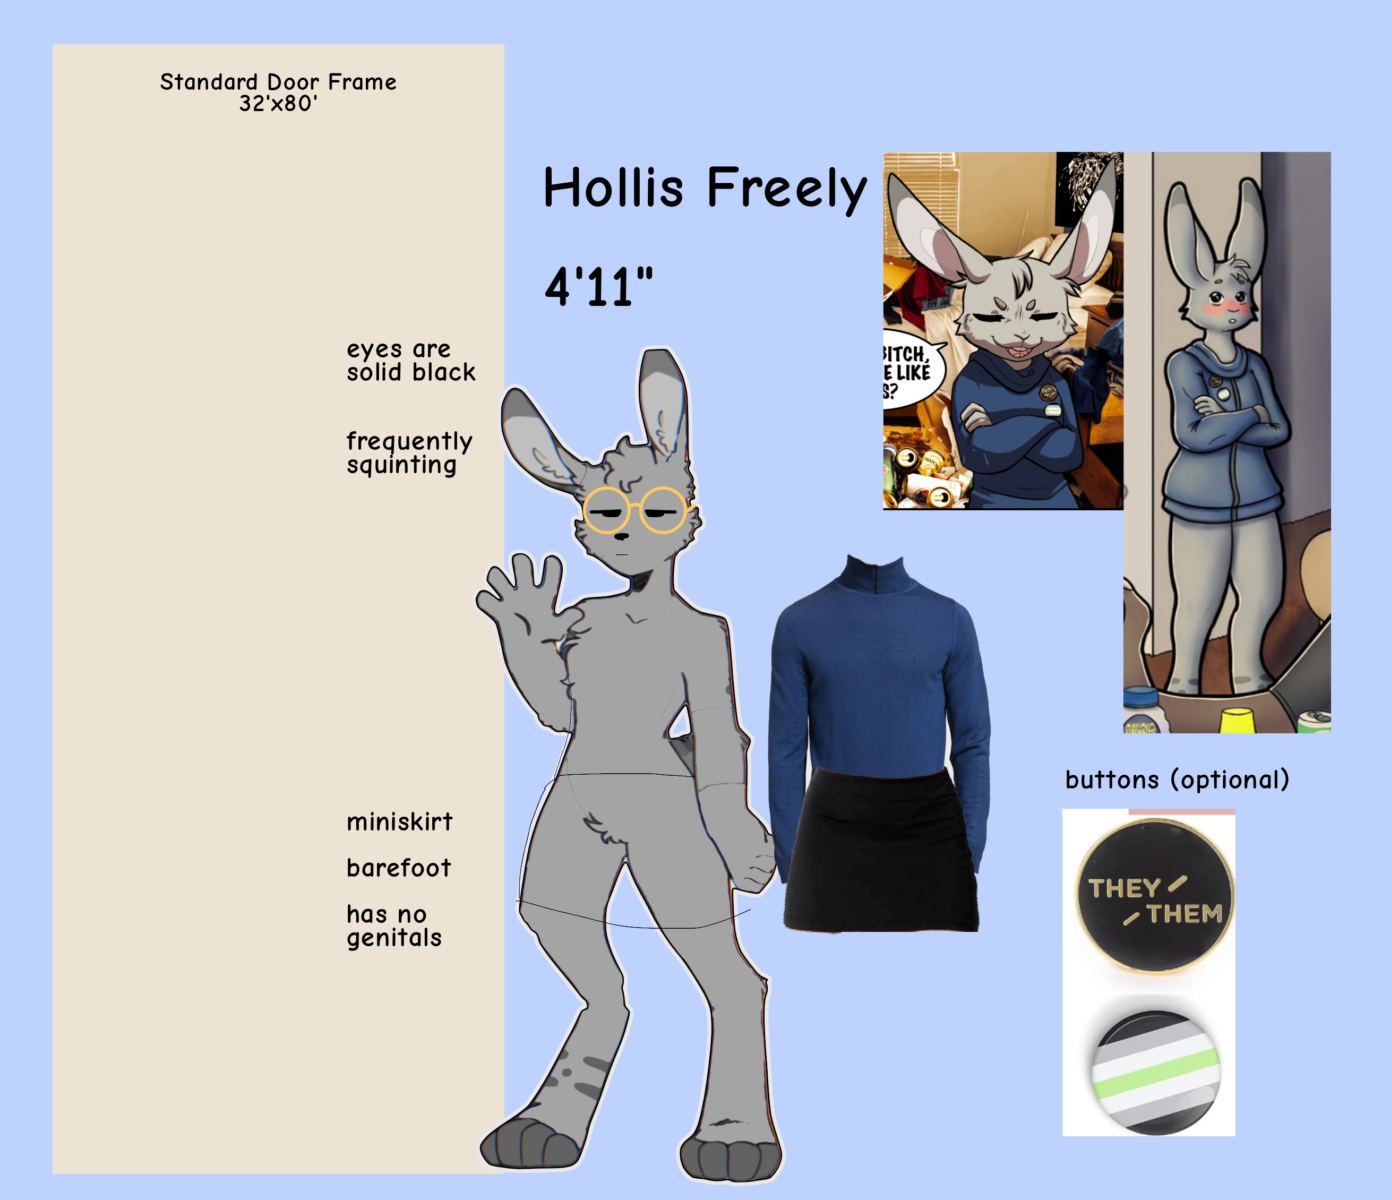 Standard Door Frame
32'x80'
Hollis Freely
4'11"
eyes are
solid black
frequently
squinting
BITCH,
E LIKE
S?
miniskirt
barefoot
has no
genitals
buttons (optional)
THEY/
/THEM